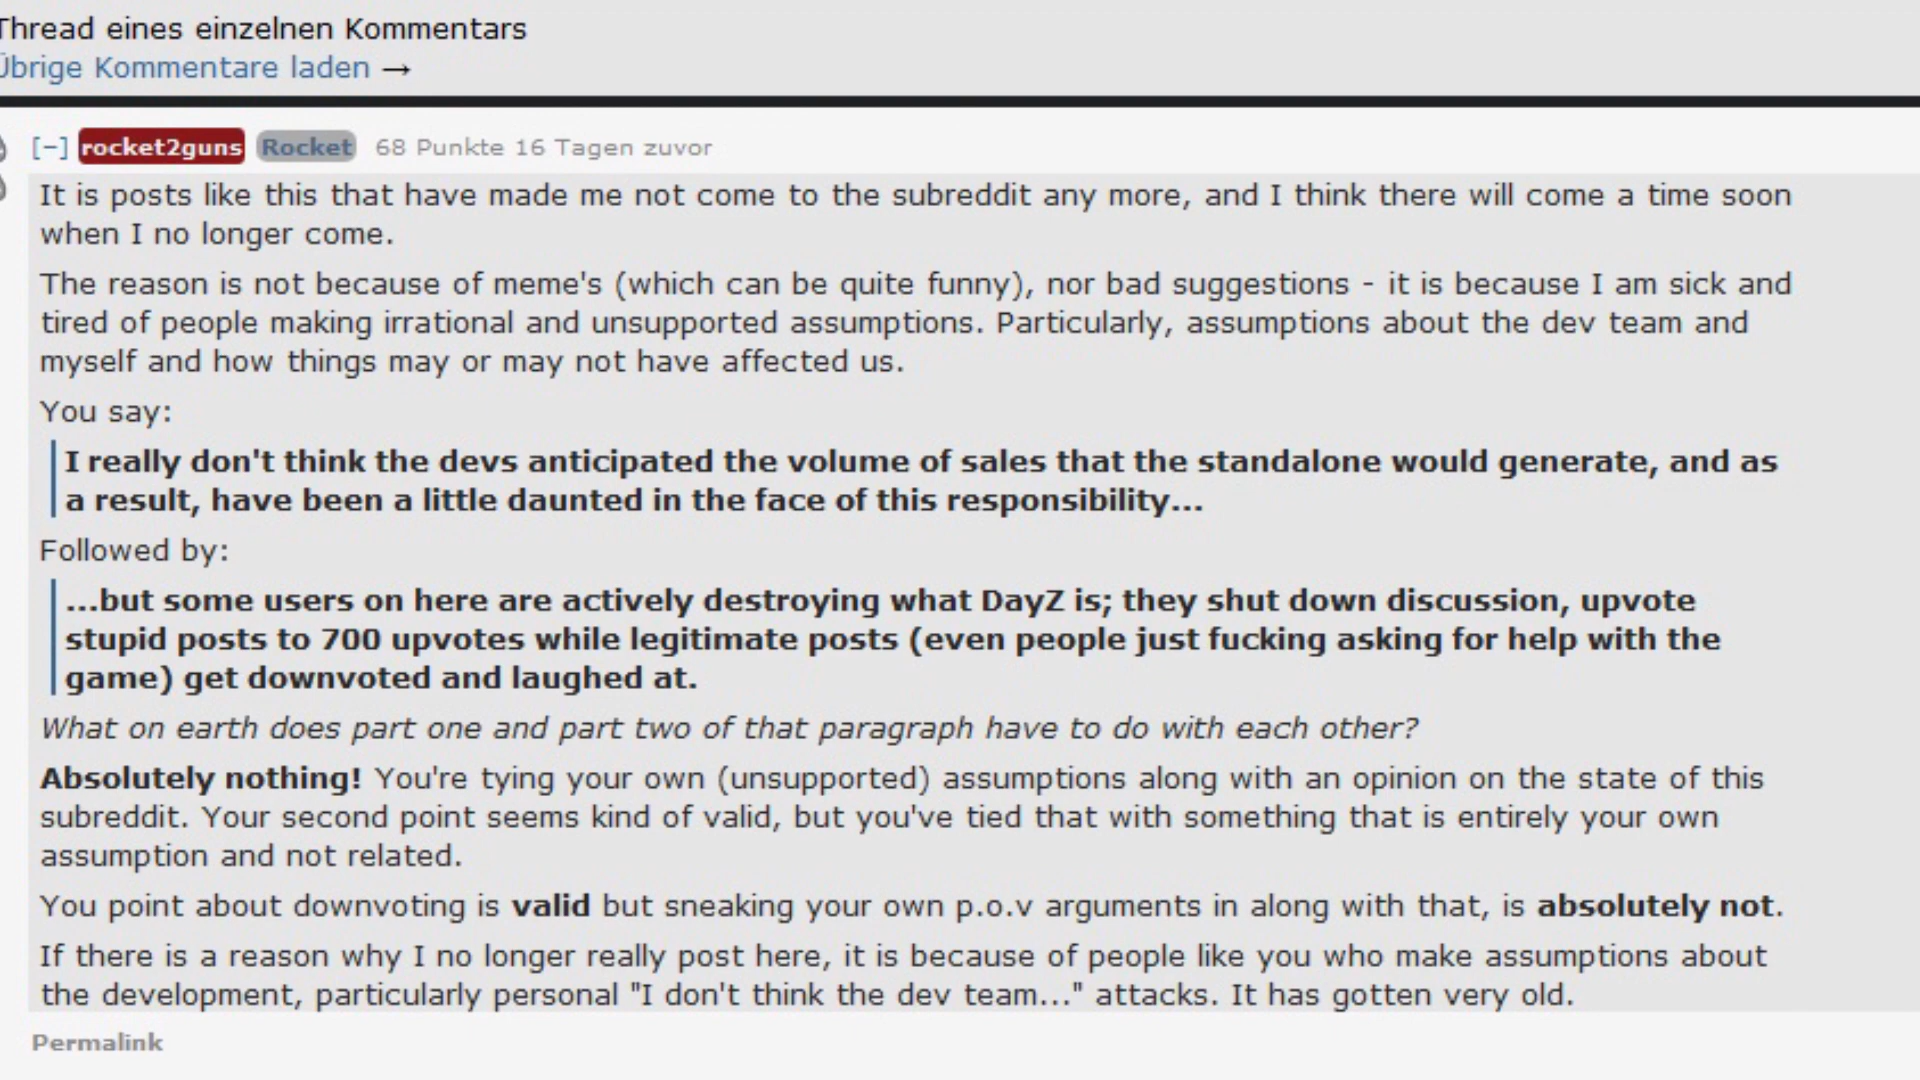 Thread eines einzelnen Kommentars
Übrige Kommentare laden →
[−] rocket2guns Rocket 68 Punkte 16 Tagen zuvor
It is posts like this that have made me not come to the subreddit any more, and I think there will come a time soon
when I no longer come.
The reason is not because of meme's (which can be quite funny), nor bad suggestions - it is because I am sick and
tired of people making irrational and unsupported assumptions. Particularly, assumptions about the dev team and
myself and how things may or may not have affected us.
You say:
I really don't think the devs anticipated the volume of sales that the standalone would generate, and as
a result, have been a little daunted in the face of this responsibility...
Followed by:
...but some users on here are actively destroying what DayZ is; they shut down discussion, upvote
stupid posts to 700 upvotes while legitimate posts (even people just fucking asking for help with the
game) get downvoted and laughed at.
What on earth does part one and part two of that paragraph have to do with each other?
Absolutely nothing! You're tying your own (unsupported) assumptions along with an opinion on the state of this
subreddit. Your second point seems kind of valid, but you've tied that with something that is entirely your own
assumption and not related.
You point about downvoting is valid but sneaking your own p.o.v arguments in along with that, is absolutely not.
If there is a reason why I no longer really post here, it is because of people like you who make assumptions about
the development, particularly personal "I don't think the dev team..." attacks. It has gotten very old.
Permalink